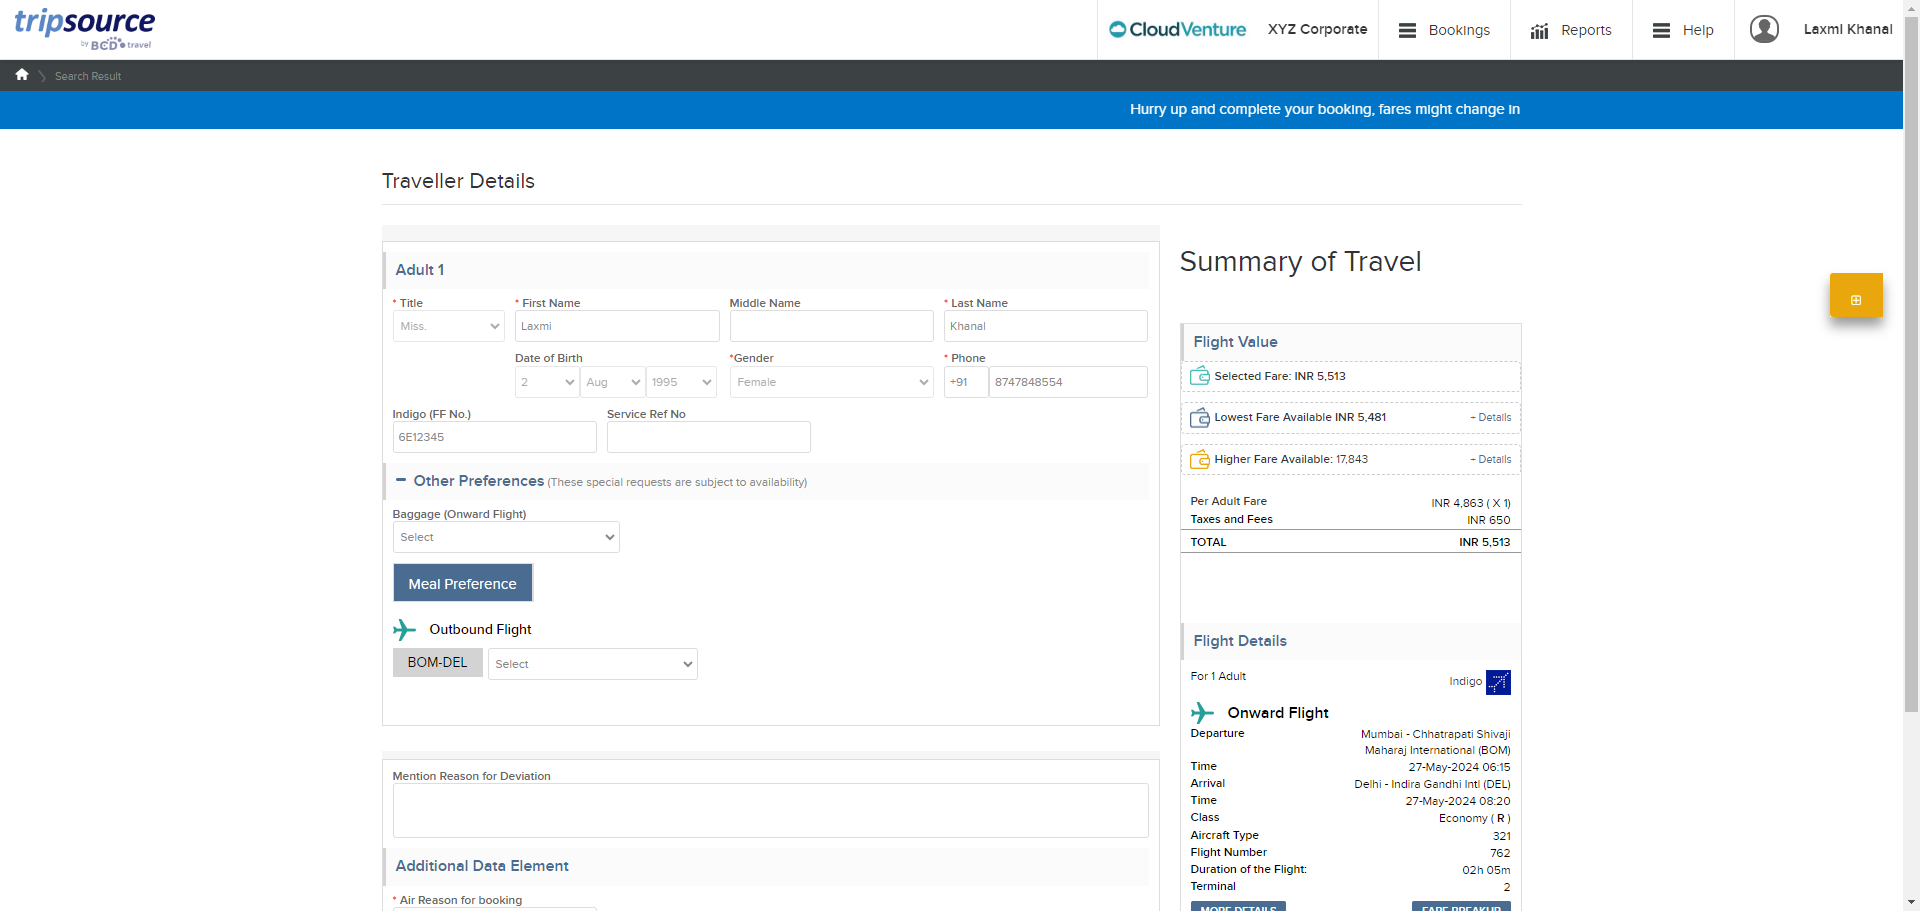 tripsource
by BCD travel
CloudVenture
XYZ Corporate
Bookings
Reports
Help
Laxmi Khanal
Search Result
Hurry up and complete your booking, fares might change in
Traveller Details
Adult 1
* Title
* First Name
Middle Name
* Last Name
Miss.
Laxmi
Khanal
Date of Birth
*Gender
* Phone
2
Aug
1995
Female
+91
8747848554
Indigo (FF No.)
Service Ref No
6E12345
Other Preferences (These special requests are subject to availability)
Baggage (Onward Flight)
Select
Meal Preference
Outbound Flight
BOM-DEL
Select
Mention Reason for Deviation
Additional Data Element
* Air Reason for booking
Summary of Travel
Flight Value
Selected Fare: INR 5,513
Lowest Fare Available INR 5,481
+ Details
Higher Fare Available: 17,843
+ Details
Per Adult Fare
INR 4,863 ( X 1)
Taxes and Fees
INR 650
TOTAL
INR 5,513
Flight Details
For 1 Adult
Indigo
Onward Flight
Departure
Mumbai - Chhatrapati Shivaji
Maharaj International (BOM)
Time
27-May-2024 06:15
Arrival
Delhi - Indira Gandhi Intl (DEL)
Time
27-May-2024 08:20
Class
Economy ( R )
Aircraft Type
321
Flight Number
762
Duration of the Flight:
02h 05m
Terminal
2
MORE DETAILS
FARE BREAKUP